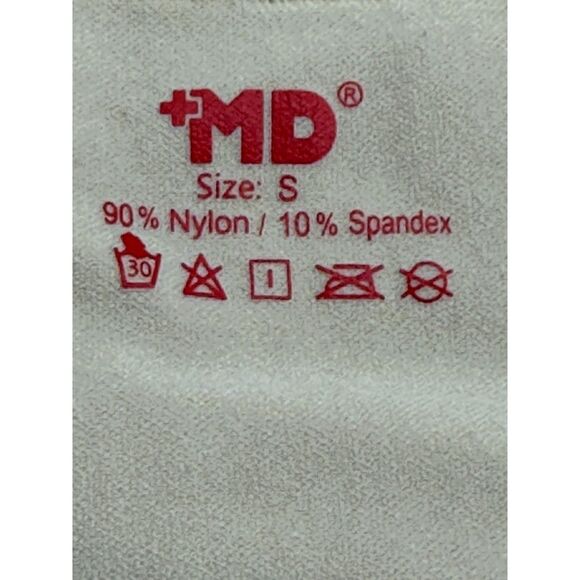 +MD®
Size: S
90% Nylon / 10% Spandex
30